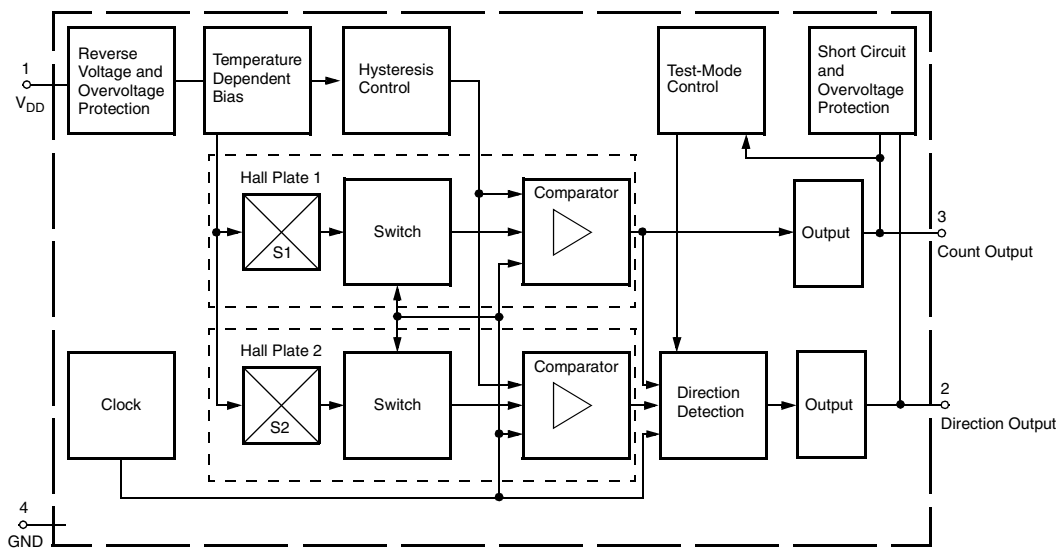 Reverse
Voltage and
Overvoltage
Protection
Temperature
Dependent
Bias
Hysteresis
Control
Test-Mode
Control
Short Circuit
and
Overvoltage
Protection
1
VDD
Hall Plate 1
S1
Switch
Comparator
Output
3
Count Output
Hall Plate 2
S2
Switch
Comparator
Clock
Direction
Detection
Output
2
Direction Output
4
GND